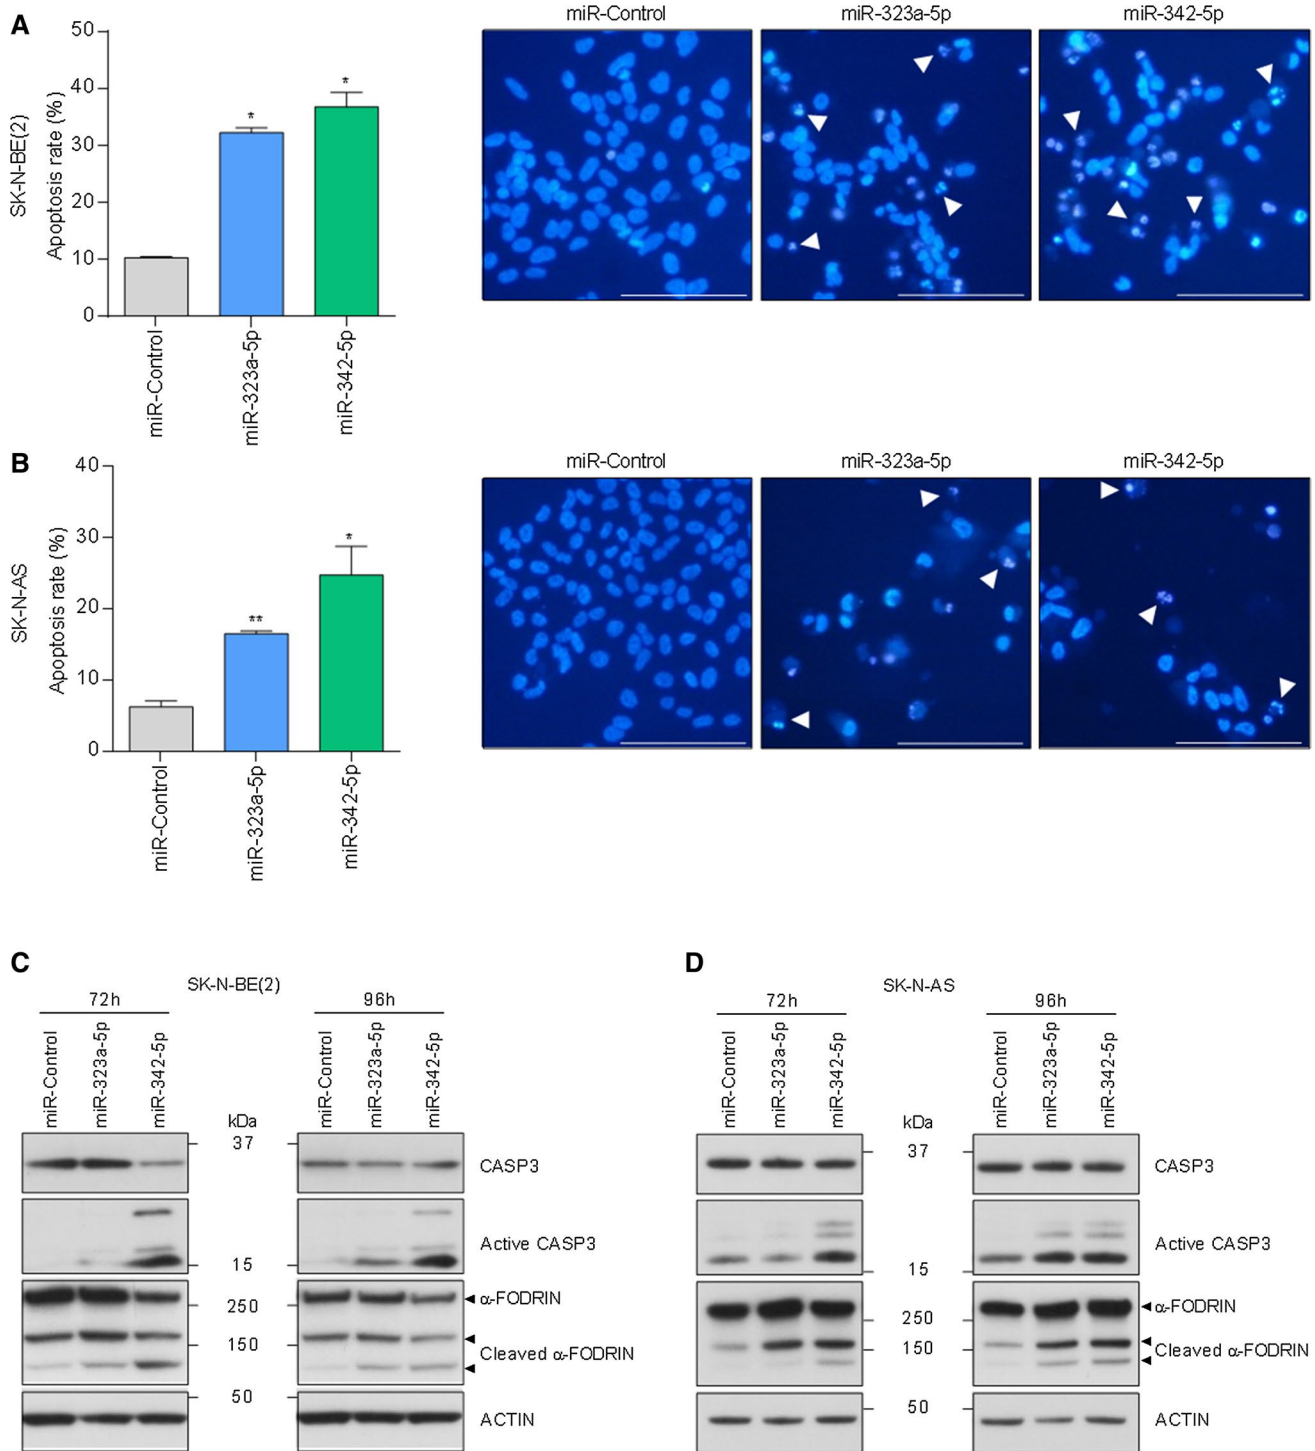 A
SK-N-BE(2)
Apoptosis rate (%)
50
40
30
20
10
0
*
*
miR-Control
miR-323a-5p
miR-342-5p
miR-Control
miR-323a-5p
miR-342-5p
B
SK-N-AS
Apoptosis rate (%)
40
30
20
10
0
**
*
miR-Control
miR-323a-5p
miR-342-5p
miR-Control
miR-323a-5p
miR-342-5p
C
SK-N-BE(2)
72h
96h
miR-Control
miR-323a-5p
miR-342-5p
miR-Control
miR-323a-5p
miR-342-5p
kDa
37
CASP3
Active CASP3
15
α-FODRIN
250
150
Cleaved α-FODRIN
50
ACTIN
D
SK-N-AS
72h
96h
miR-Control
miR-323a-5p
miR-342-5p
miR-Control
miR-323a-5p
miR-342-5p
kDa
37
CASP3
Active CASP3
15
α-FODRIN
250
150
Cleaved α-FODRIN
50
ACTIN